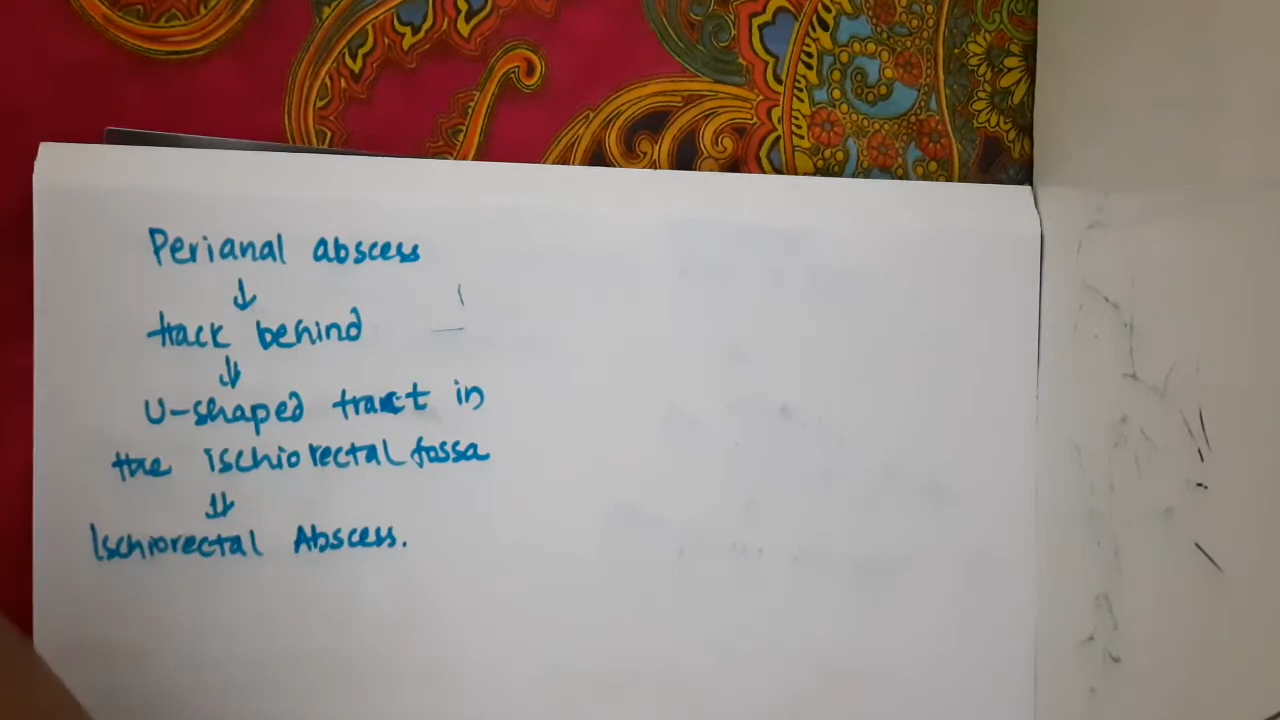 Perianal abscess
↓
track behind
↓
U-shaped tract in
the ischiorectal fossa
↓
Ischiorectal Abscess.